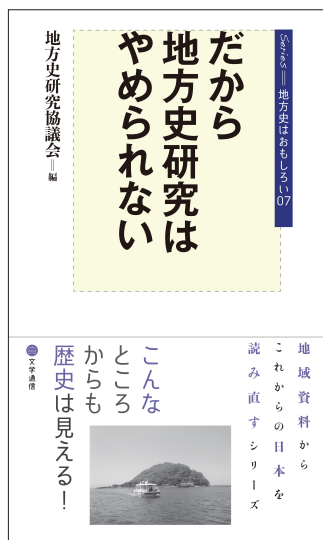 Series=地方史はおもしろい07
だから
地方史研究は
やめられない
地方史研究協議会=編
地域資料から
これからの日本を
読み直すシリーズ
こんな
ところ
からも
歴史は見える!
文学通信